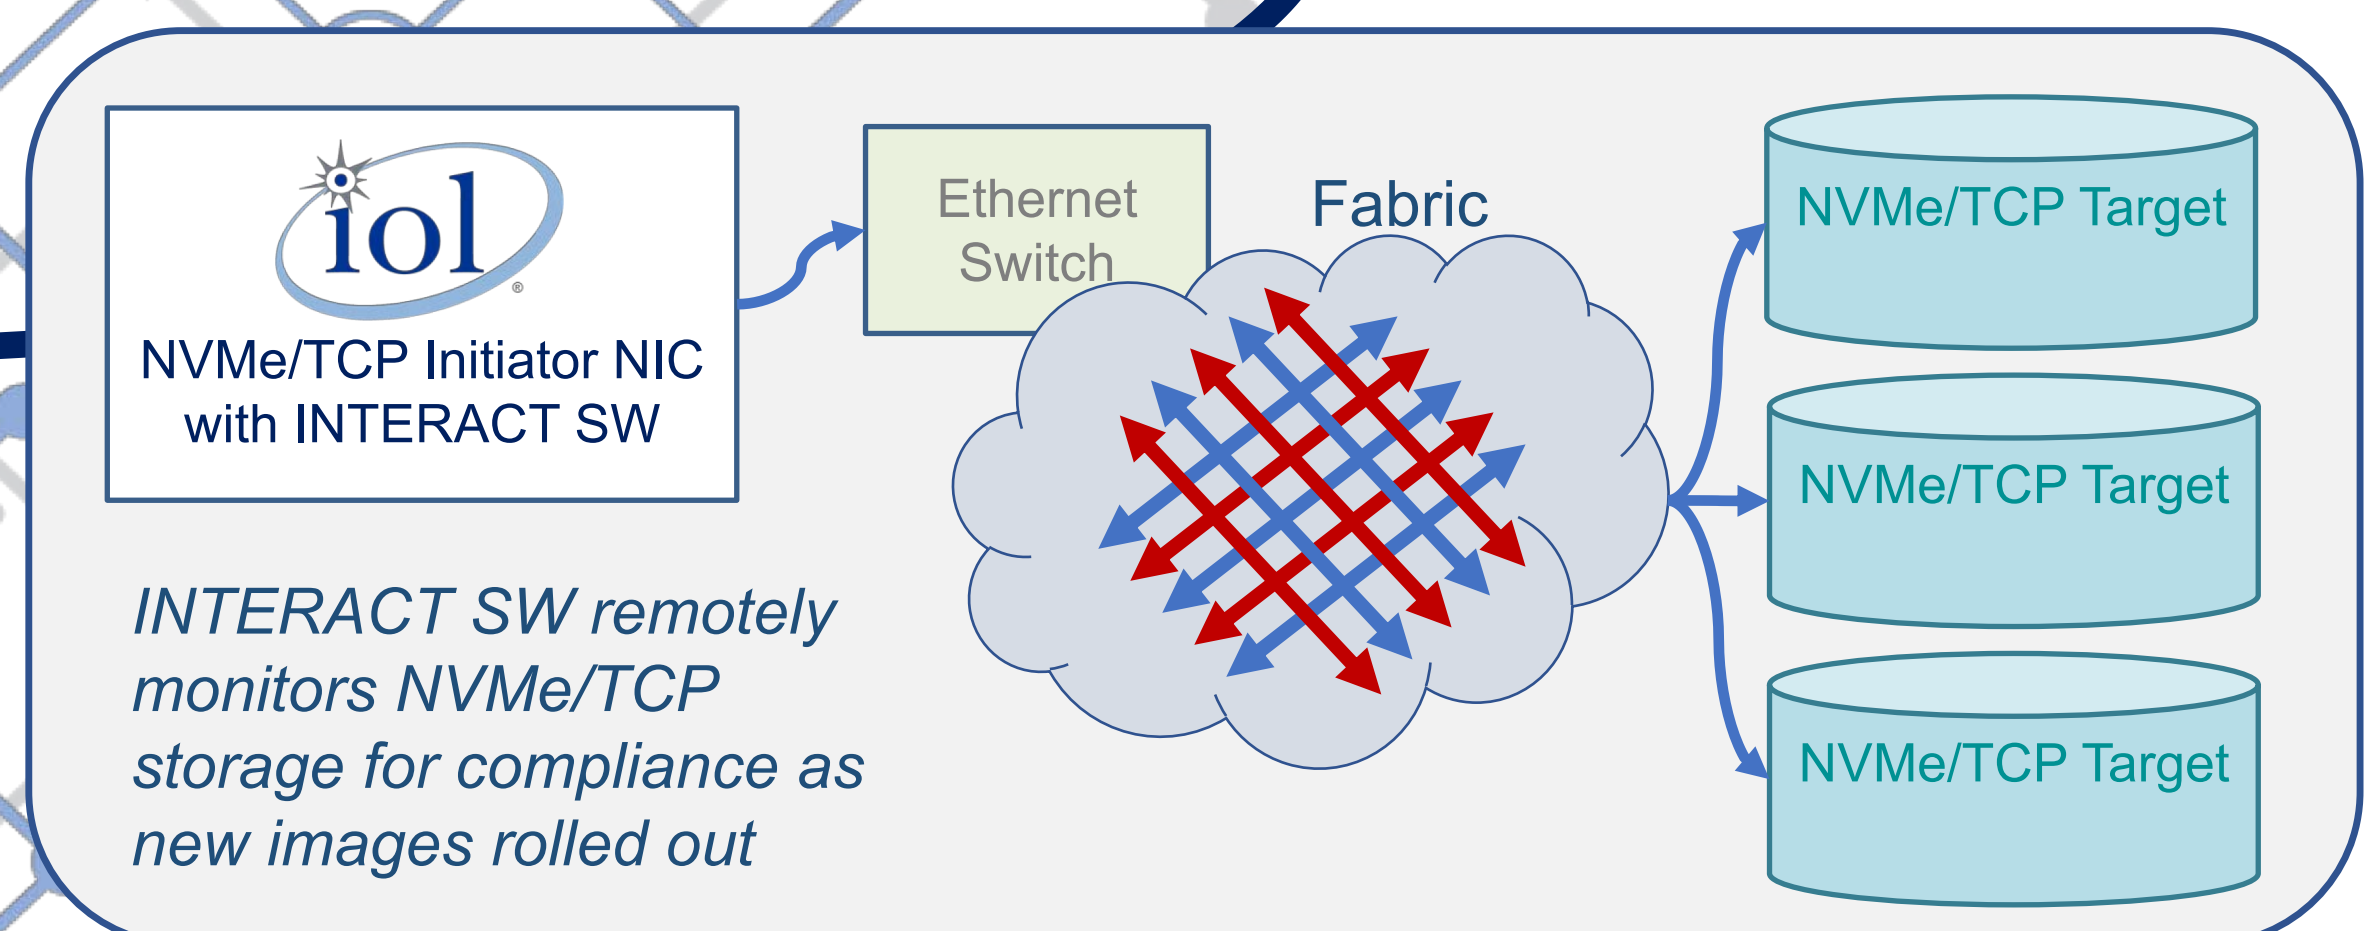 iol
®
NVMe/TCP Initiator NIC
with INTERACT SW
Ethernet
Switch
Fabric
NVMe/TCP Target
NVMe/TCP Target
NVMe/TCP Target
INTERACT SW remotely
monitors NVMe/TCP
storage for compliance as
new images rolled out